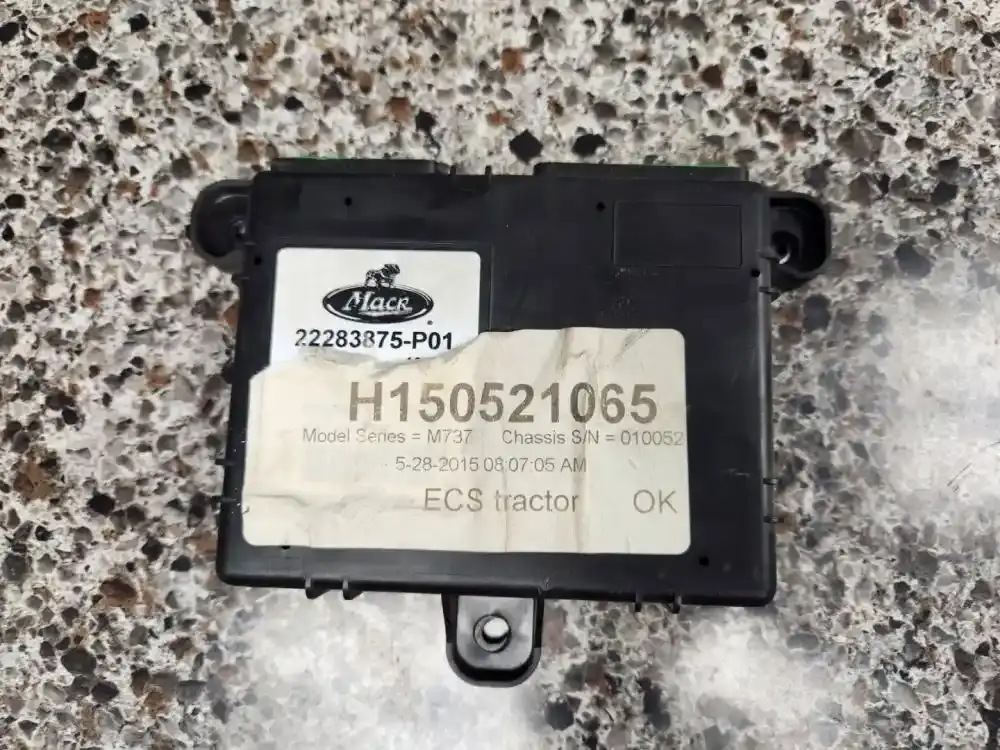 Mack
22283875-P01
H150521065
Model Series = M737 Chassis S/N = 010052
5-28-2015 08:07:05 AM
ECS tractor OK